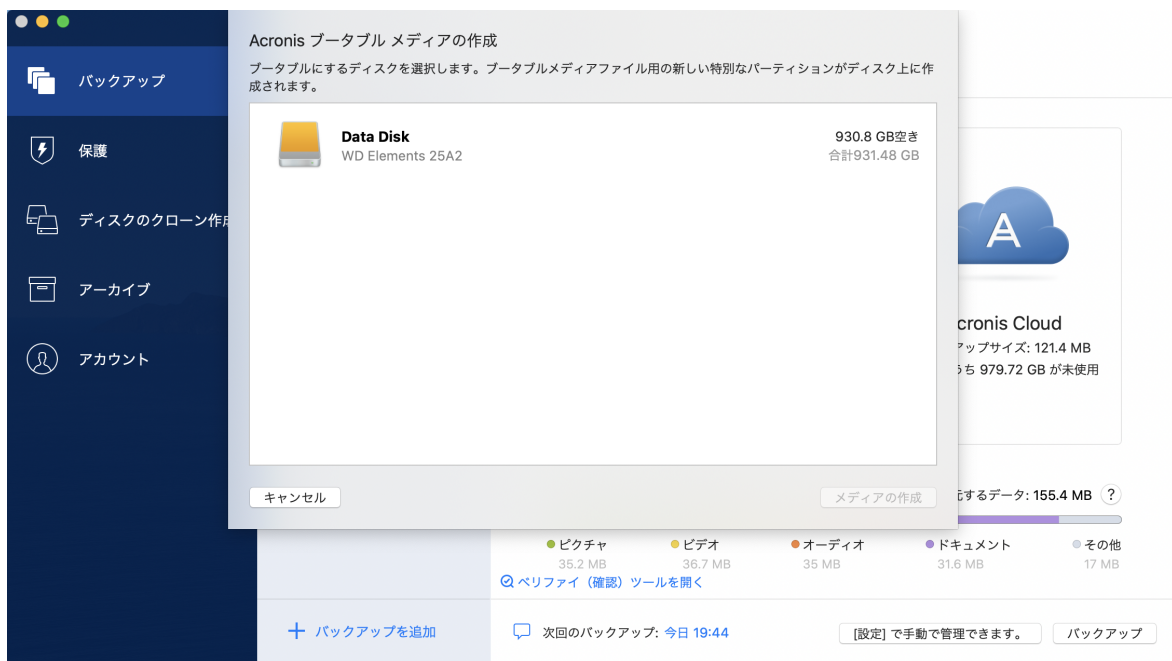 Acronis ブータブル メディアの作成
ブータブルにするディスクを選択します。ブータブルメディアファイル用の新しい特別なパーティションがディスク上に作
成されます。
バックアップ
保護
ディスクのクローン作成
アーカイブ
アカウント
Data Disk
930.8 GB空き
WD Elements 25A2
合計931.48 GB
キャンセル
メディアの作成
A
cronis Cloud
アップサイズ: 121.4 MB
うち 979.72 GB が未使用
元するデータ: 155.4 MB ?
ピクチャ
35.2 MB
ビデオ
36.7 MB
オーディオ
35 MB
ドキュメント
31.6 MB
その他
17 MB
ベリファイ（確認）ツールを開く
バックアップを追加
次回のバックアップ: 今日 19:44
[設定] で手動で管理できます。
バックアップ